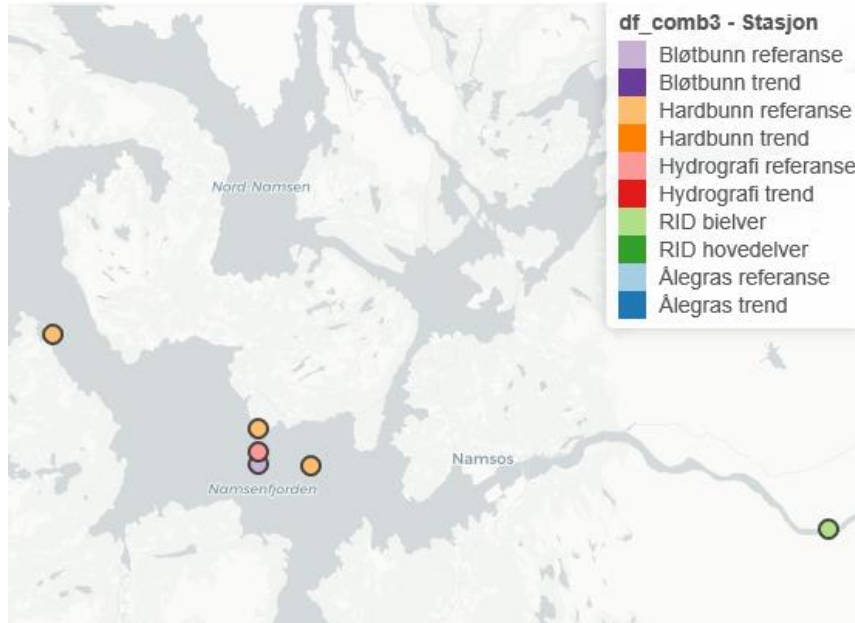 df_comb3 - Stasjon
Bløtbunn referanse
Bløtbunn trend
Hardbunn referanse
Hardbunn trend
Hydrografi referanse
Hydrografi trend
RID bielver
RID hovedelver
Ålegras referanse
Ålegras trend
Nord-Namsen
Namsos
Namsenfjorden